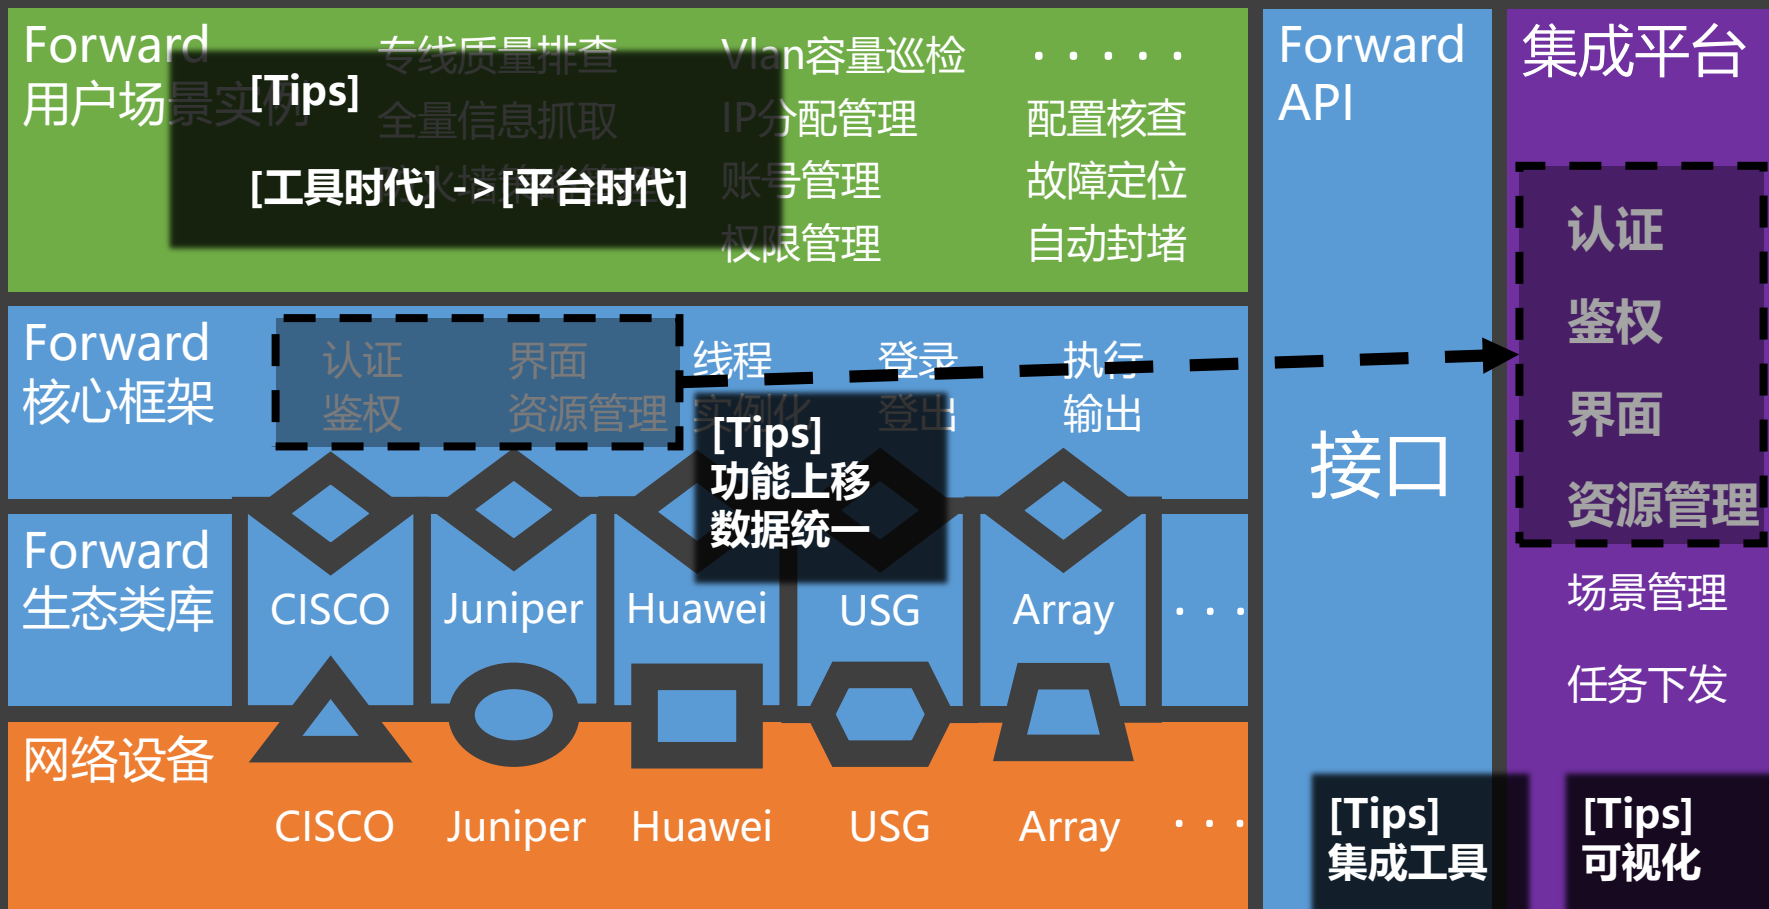 Forward
用户场景实例
专线质量排查
全量信息抓取
Vlan容量巡检
IP分配管理
账号管理
权限管理
· · · · ·
配置核查
故障定位
自动封堵
[Tips]
[工具时代] ->[平台时代]
Forward
核心框架
认证
鉴权
界面
资源管理
线程
实例化
登录
登出
执行
输出
[Tips]
功能上移
数据统一
Forward
生态类库
CISCO
Juniper
Huawei
USG
Array
· · ·
网络设备
CISCO
Juniper
Huawei
USG
Array
· · ·
Forward
API
接口
[Tips]
集成工具
集成平台
认证
鉴权
界面
资源管理
场景管理
任务下发
[Tips]
可视化